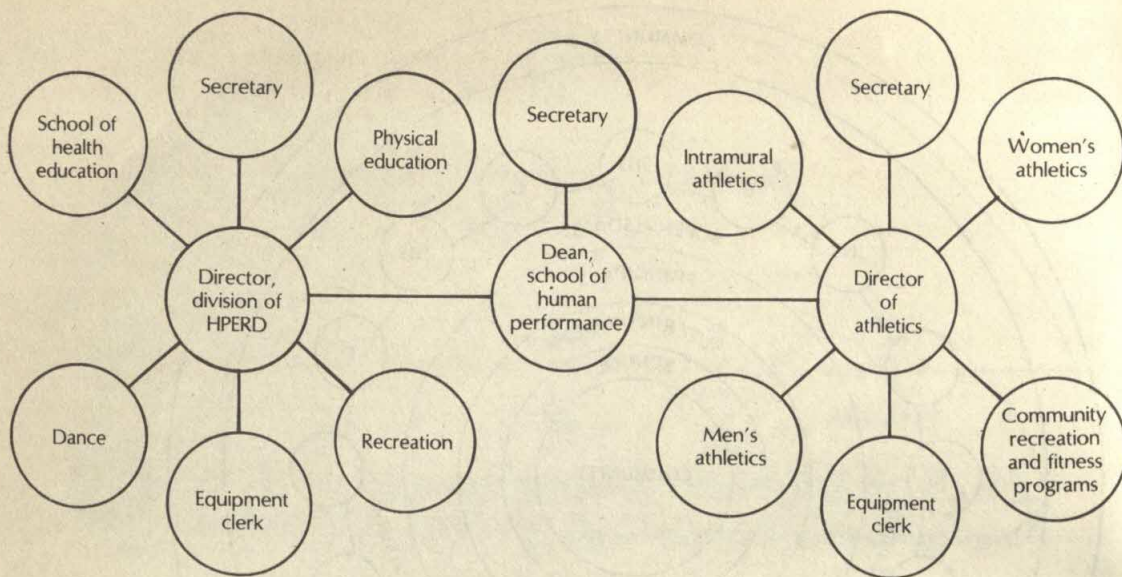 Secretary
School of
health
education
Physical
education
Secretary
Secretary
Intramural
athletics
Women's
athletics
Director,
division of
HPERD
Dean,
school of
human
performance
Director
of
athletics
Dance
Equipment
clerk
Recreation
Men's
athletics
Equipment
clerk
Community
recreation
and fitness
programs